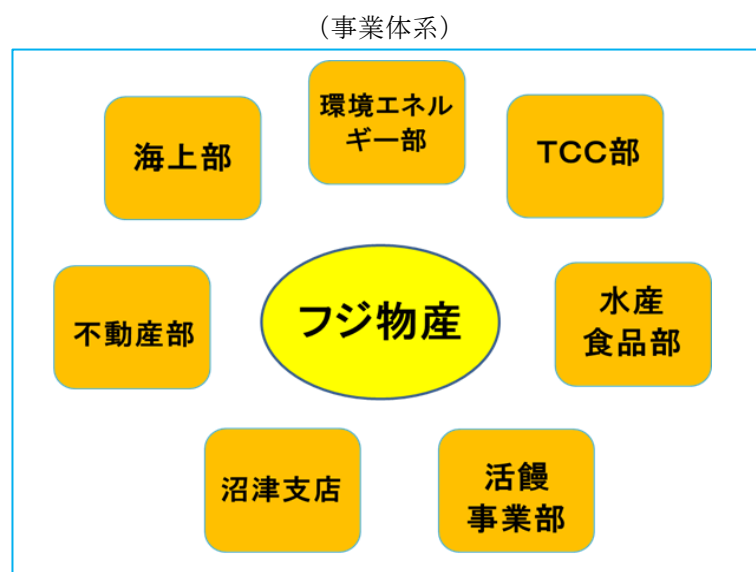 （事業体系）
環境エネル
ギー部
海上部
TCC部
フジ物産
不動産部
水産
食品部
沼津支店
活饅
事業部